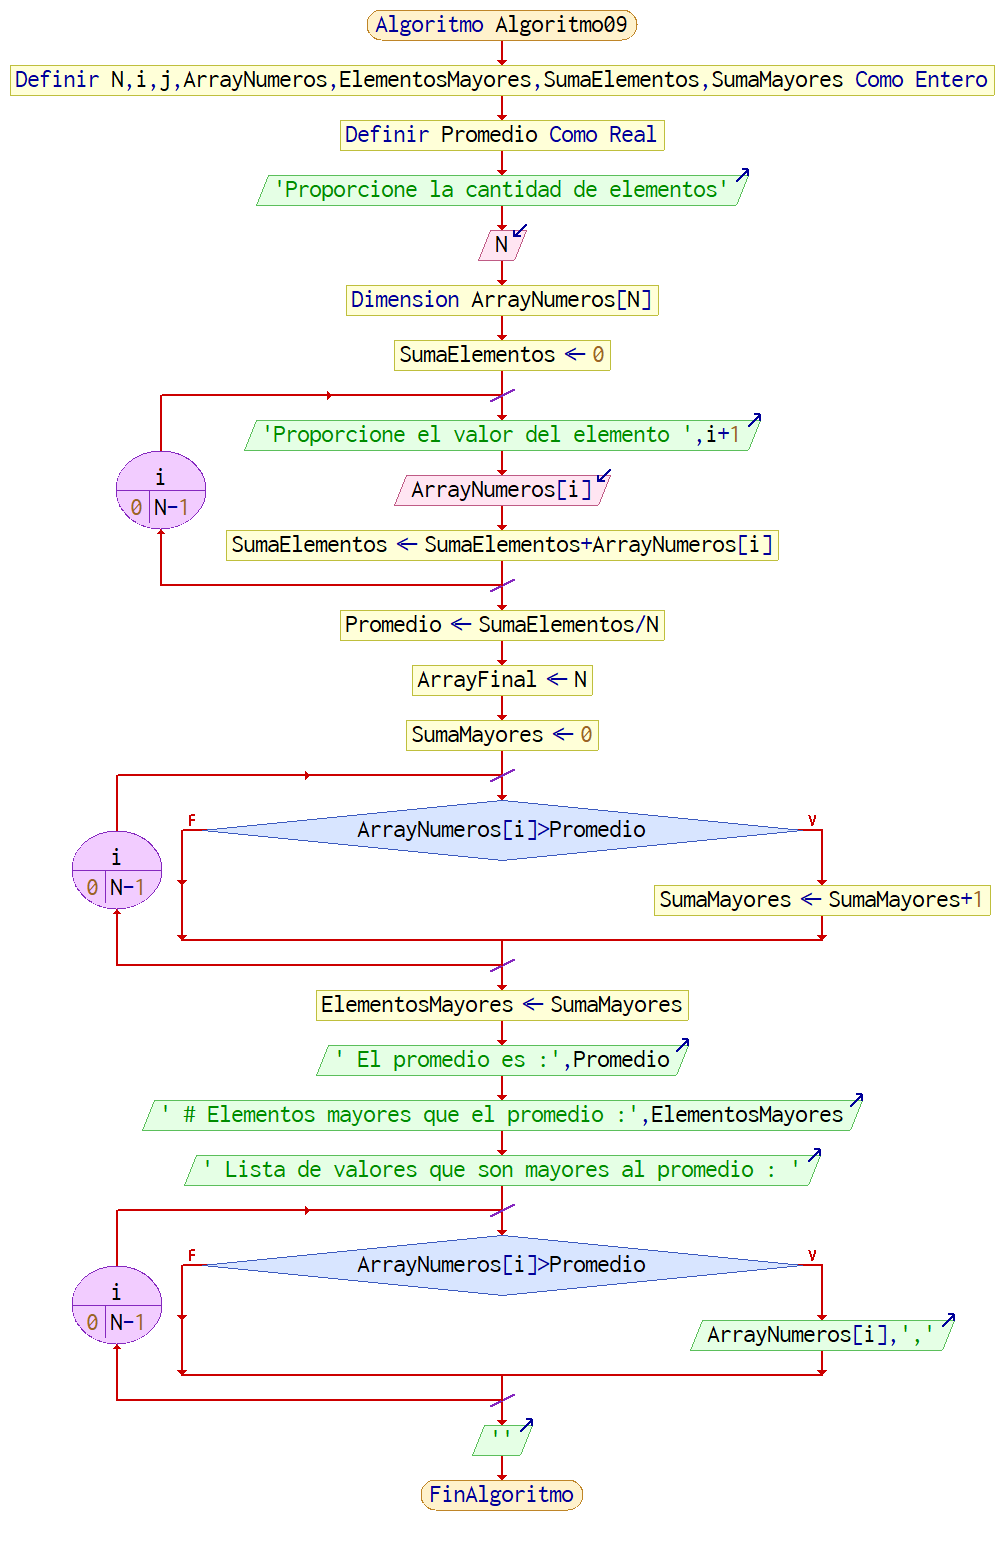 Algoritmo Algoritmo09
Definir N,i,j,ArrayNumeros,ElementosMayores,SumaElementos,SumaMayores Como Entero
Definir Promedio Como Real
'Proporcione la cantidad de elementos'
N
Dimension ArrayNumeros[N]
SumaElementos ← 0
'Proporcione el valor del elemento ',i+1
i
0 N-1
ArrayNumeros[i]
SumaElementos ← SumaElementos+ArrayNumeros[i]
Promedio ← SumaElementos/N
ArrayFinal ← N
SumaMayores ← 0
F
V
ArrayNumeros[i]>Promedio
i
0 N-1
SumaMayores ← SumaMayores+1
ElementosMayores ← SumaMayores
' El promedio es :',Promedio
' # Elementos mayores que el promedio :',ElementosMayores
' Lista de valores que son mayores al promedio : '
F
V
ArrayNumeros[i]>Promedio
i
0 N-1
ArrayNumeros[i],','
''
FinAlgoritmo